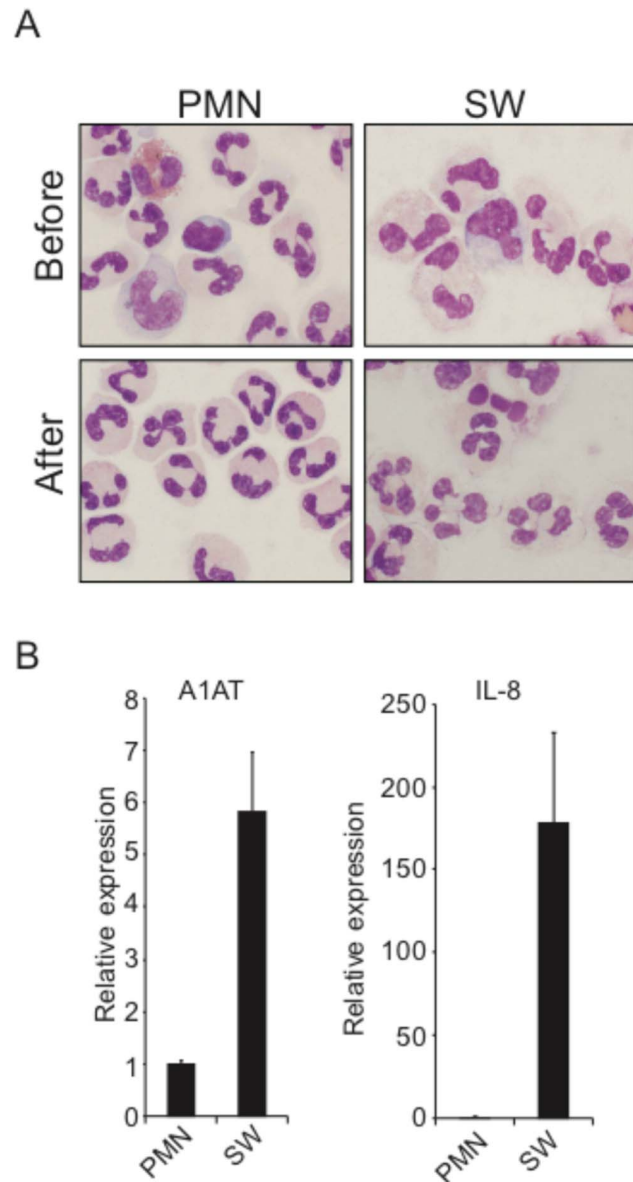 A
PMN SW
Before
After
B
A1AT
8
7
6
5
4
3
2
1
0
Relative expression
PMN SW
IL-8
250
200
150
100
50
0
Relative expression
PMN SW